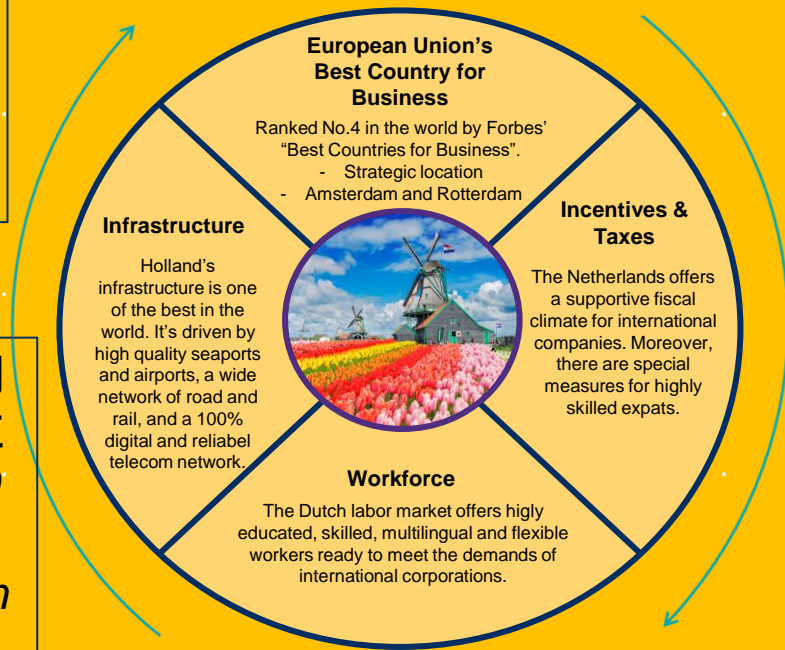 European Union’s
Best Country for
Business
Ranked No.4 in the world by Forbes’
“Best Countries for Business”.
- Strategic location
- Amsterdam and Rotterdam
Incentives &
Taxes
The Netherlands offers
a supportive fiscal
climate for international
companies. Moreover,
there are special
measures for highly
skilled expats.
Workforce
The Dutch labor market offers higly
educated, skilled, multilingual and flexible
workers ready to meet the demands of
international corporations.
Infrastructure
Holland’s
infrastructure is one
of the best in the
world. It’s driven by
high quality seaports
and airports, a wide
network of road and
rail, and a 100%
digital and reliabel
telecom network.